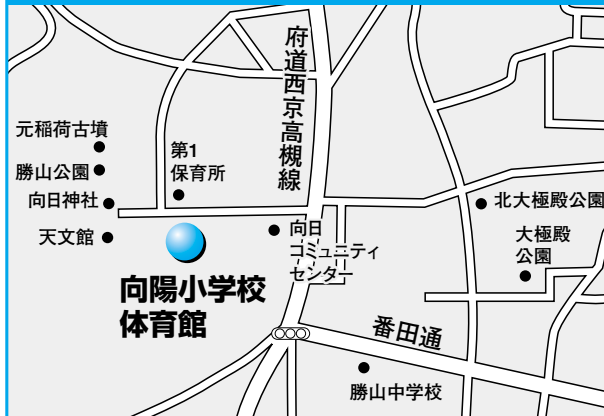 府道西京高槻線
元稲荷古墳
勝山公園
向日神社
天文館
第1
保育所
向日
コミュニティ
センター
北大極殿公園
大極殿
公園
向陽小学校
体育館
番田通
勝山中学校